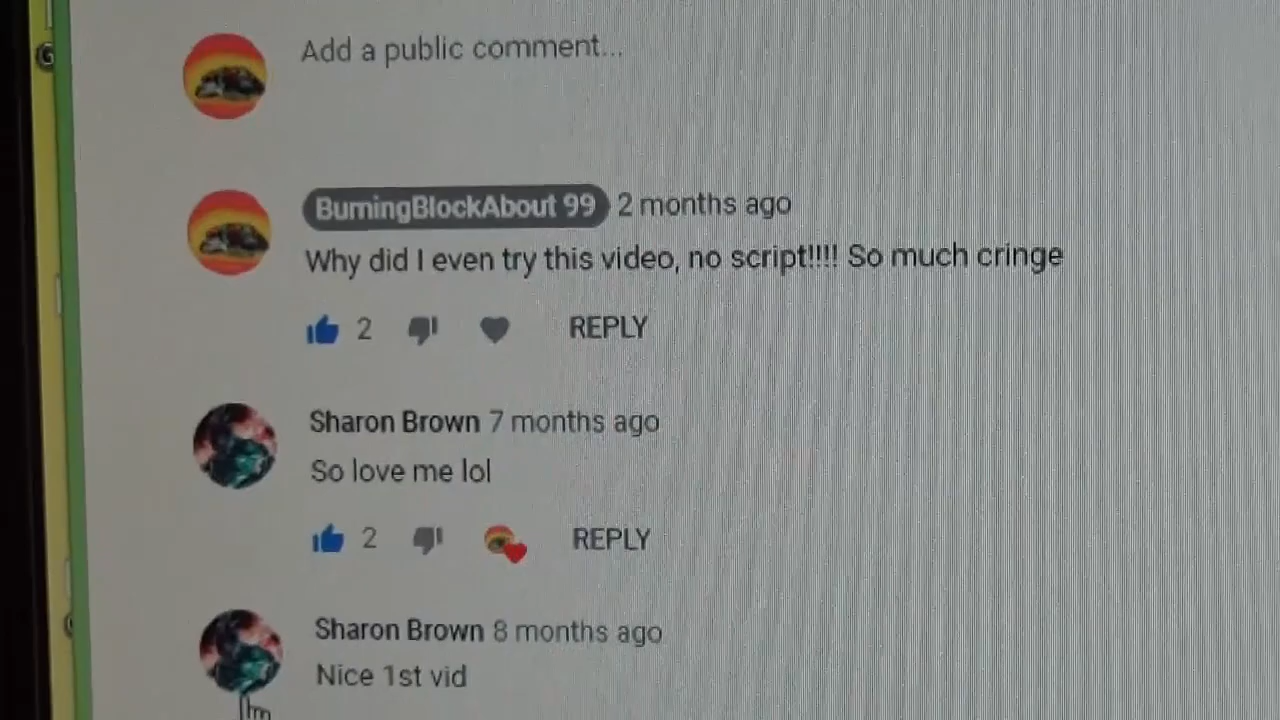 Add a public comment...
BurningBlockAbout 99 2 months ago
Why did I even try this video, no script!!!! So much cringe
2 REPLY
Sharon Brown 7 months ago
So love me lol
2 REPLY
Sharon Brown 8 months ago
Nice 1st vid